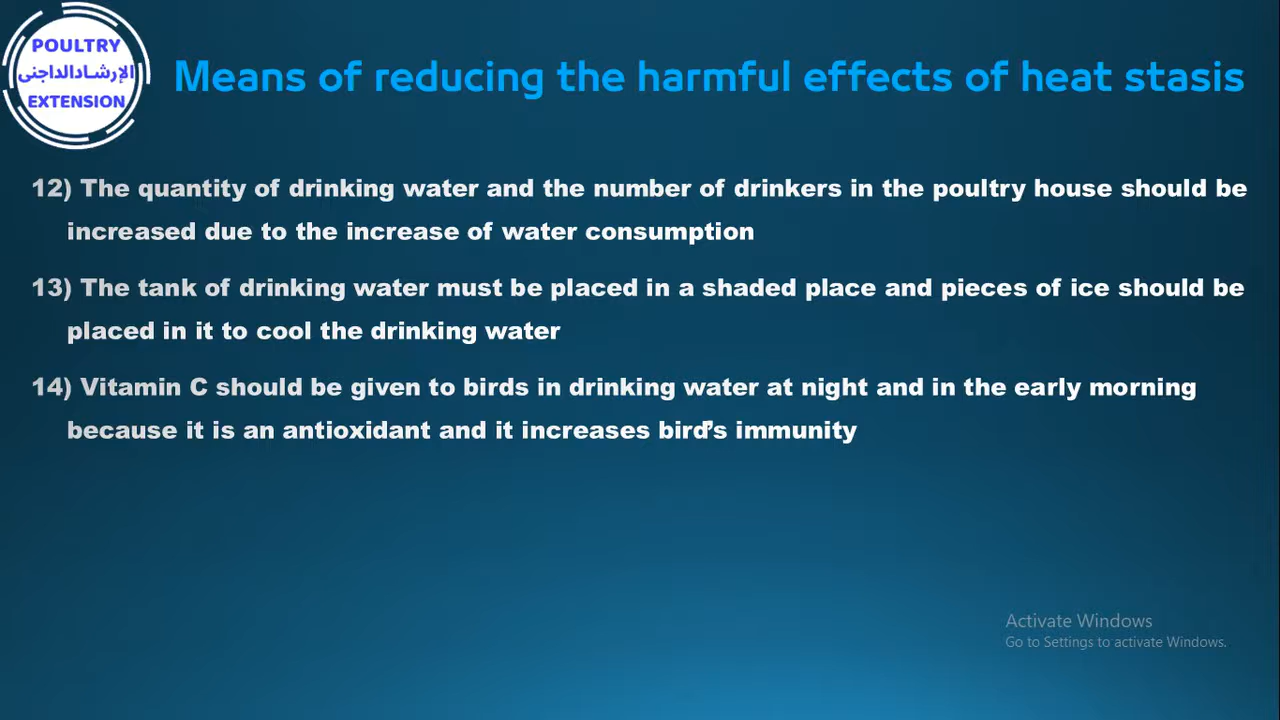 POULTRY
الإرشادالداجنى
EXTENSION
Means of reducing the harmful effects of heat stasis
12) The quantity of drinking water and the number of drinkers in the poultry house should be
increased due to the increase of water consumption
13) The tank of drinking water must be placed in a shaded place and pieces of ice should be
placed in it to cool the drinking water
14) Vitamin C should be given to birds in drinking water at night and in the early morning
because it is an antioxidant and it increases bird's immunity
Activate Windows
Go to Settings to activate Windows.